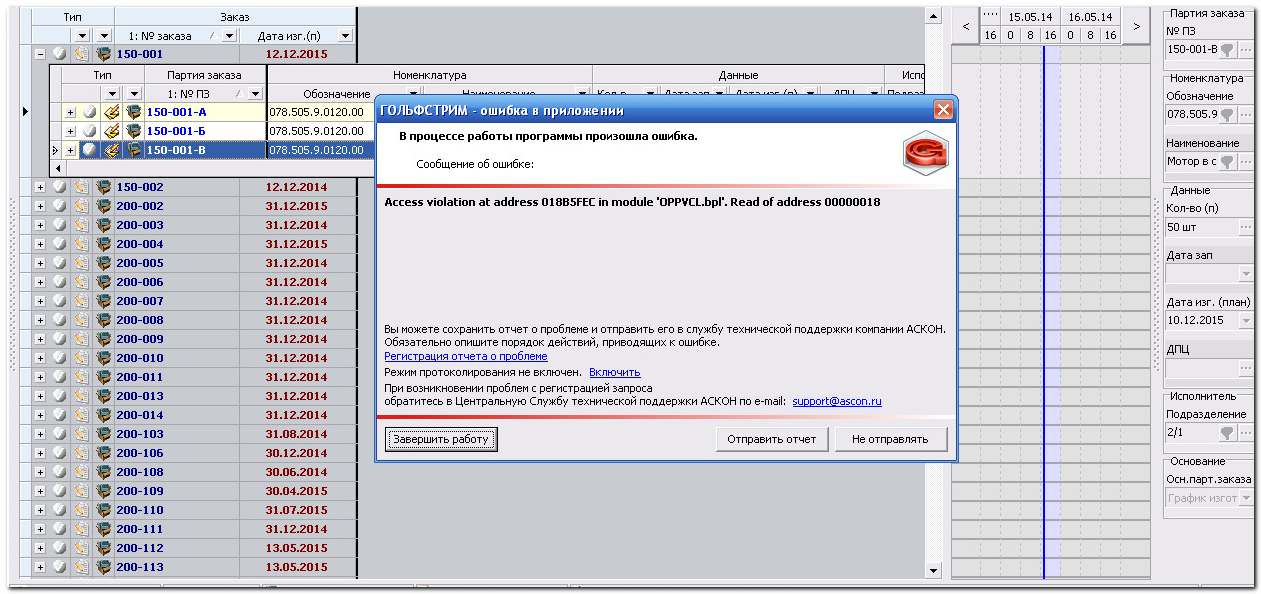 Тип Заказ
1: № заказа Дата изг.(п)
150-001 12.12.2015
Тип Партия заказа Номенклатура Данные
1: № ПЗ Обозначение
150-001-А 078.505.9.0120.00
150-001-Б 078.505.9.0120.00
150-001-В 078.505.9.0120.00
150-002 12.12.2014
200-002 31.12.2015
200-003 31.12.2014
200-004 31.12.2015
200-005 31.12.2014
200-006 31.12.2014
200-007 31.12.2014
200-008 31.12.2014
200-009 31.12.2014
200-010 31.12.2014
200-011 31.12.2014
200-013 31.12.2014
200-014 31.12.2014
200-103 31.08.2014
200-106 30.12.2014
200-108 30.06.2014
200-109 30.04.2015
200-110 31.07.2015
200-111 31.12.2014
200-112 13.05.2015
200-113 13.05.2015
ГОЛЬФСТРИМ - ошибка в приложении
В процессе работы программы произошла ошибка.
Сообщение об ошибке:
Access violation at address 018B5FEC in module 'OPPVCL.bpl'. Read of address 00000018
Вы можете сохранить отчет о проблеме и отправить его в службу технической поддержки компании АСКОН.
Обязательно опишите порядок действий, приводящих к ошибке.
Регистрация отчета о проблеме
Режим протоколирования не включен. Включить
При возникновении проблем с регистрацией запроса
обратитесь в Центральную Службу технической поддержки АСКОН по e-mail: support@ascon.ru
Завершить работу Отправить отчет Не отправлять
< 15.05.14 16.05.14 >
16 0 8 16 0 8 16
Партия заказа
№ ПЗ
150-001-В
Номенклатура
Обозначение
078.505.9
Наименование
Мотор в с
Данные
Кол-во (п)
50 шт
Дата зап
Дата изг. (план)
10.12.2015
ДПЦ
Исполнитель
Подразделение
2/1
Основание
Осн.парт.заказа
График изгот